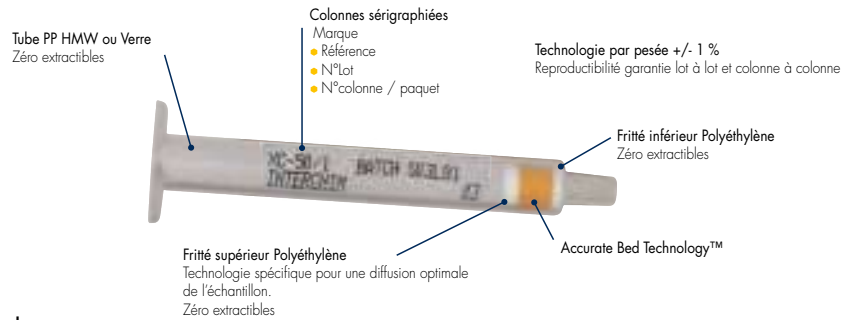 Colonnes sérigraphiées
Marque
Référence
N°Lot
N°colonne / paquet
Tube PP HMW ou Verre
Zéro extractibles
Technologie par pesée +/- 1 %
Reproductibilité garantie lot à lot et colonne à colonne
Fritté inférieur Polyéthylène
Zéro extractibles
XC-50/L BATCH
INTERCHIM
Accurate Bed Technology™
Fritté supérieur Polyéthylène
Technologie spécifique pour une diffusion optimale
de l'échantillon.
Zéro extractibles